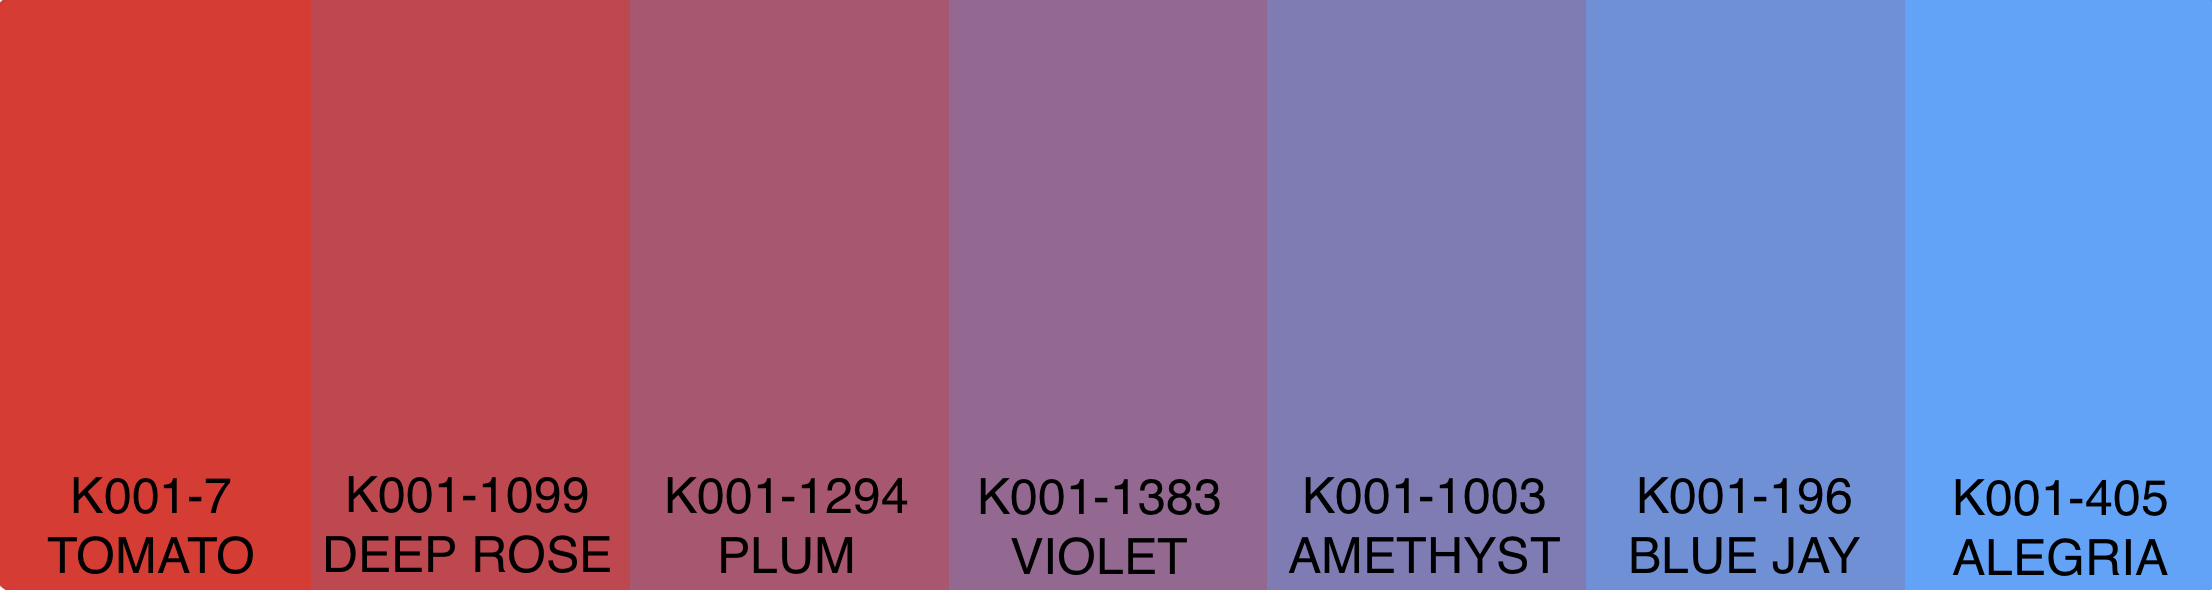 K001-7
TOMATO
K001-1099
DEEP ROSE
K001-1294
PLUM
K001-1383
VIOLET
K001-1003
AMETHYST
K001-196
BLUE JAY
K001-405
ALEGRIA